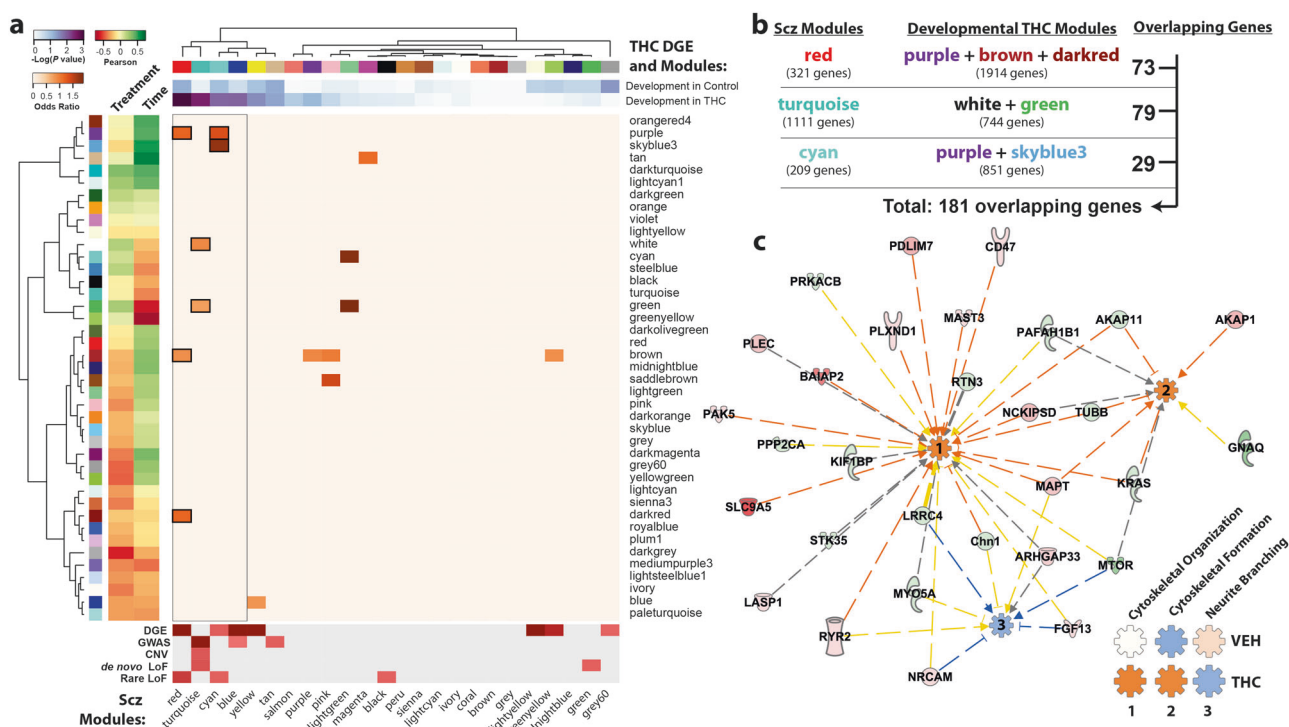 a
0 1 2 3
-Log(P value)
-0.5 0 0.5
Pearson
0 0.5 1 1.5
Odds Ratio
Treatment
Time
THC DGE
and Modules:
Development in Control
Development in THC
orangered4
purple
skyblue3
tan
darkturquoise
lightcyan1
darkgreen
orange
violet
lightyellow
white
cyan
steelblue
black
turquoise
green
greenyellow
darkolivegreen
red
brown
midnightblue
saddlebrown
lightgreen
pink
darkorange
skyblue
grey
darkmagenta
grey60
yellowgreen
lightcyan
sienna3
darkred
royalblue
plum1
darkgrey
mediumpurple3
lightsteelblue1
ivory
blue
paleturquoise
DGE
GWAS
CNV
de novo LoF
Rare LoF
Scz
Modules:
red
turquoise
cyan
blue
yellow
tan
salmon
purple
pink
lightgreen
magenta
black
peru
sienna
lightcyan
ivory
coral
brown
grey
lightyellow
greenyellow
midnightblue
green
grey60
b
Scz Modules Developmental THC Modules Overlapping Genes
red purple + brown + darkred 73
(321 genes) (1914 genes)
turquoise white + green 79
(1111 genes) (744 genes)
cyan purple + skyblue3 29
(209 genes) (851 genes)
Total: 181 overlapping genes
c
PDLIM7
CD47
PRKACB
PLXND1
MAST3
PAFAH1B1
AKAP11
AKAP1
PLEC
BAIAP2
RTN3
2
PAK5
NCKIPSD
TUBB
PPP2CA
1
GNAQ
KIF1BP
SLC9A5
MAPT
KRAS
LRRC4
STK35
Chn1
ARHGAP33
MTOR
LASP1
MYO5A
3
FGF13
RYR2
NRCAM
Cytoskeletal Organization
Cytoskeletal Formation
Neurite Branching
VEH
THC
1 2 3